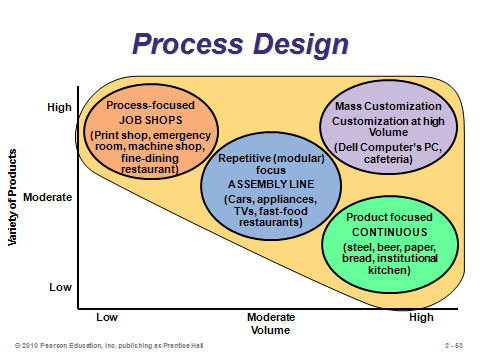 Process Design
High
Moderate
Low
Variety of Products
Process-focused
JOB SHOPS
(Print shop, emergency
room, machine shop,
fine-dining
restaurant)
Repetitive (modular)
focus
ASSEMBLY LINE
(Cars, appliances,
TVs, fast-food
restaurants)
Mass Customization
Customization at high
Volume
(Dell Computer's PC,
cafeteria)
Product focused
CONTINUOUS
(steel, beer, paper,
bread, institutional
kitchen)
Low
Moderate
High
Volume
© 2010 Pearson Education, Inc. publishing as Prentice Hall
2 - 53